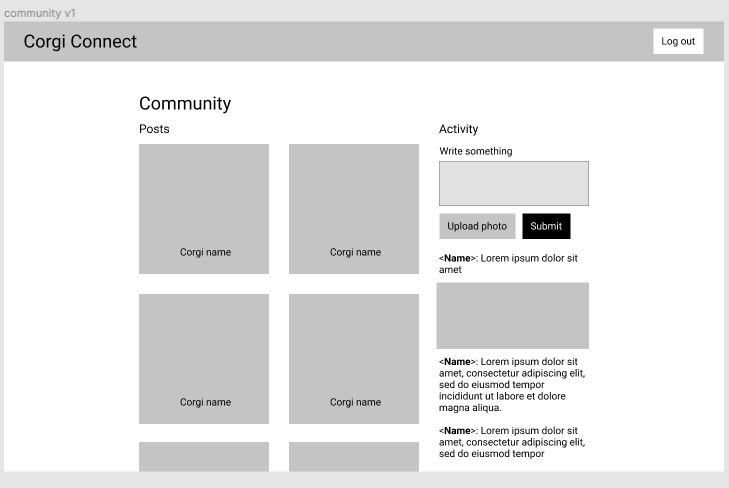 community v1
Corgi Connect
Log out
Community
Posts
Corgi name
Corgi name
Corgi name
Corgi name
Activity
Write something
Upload photo
Submit
<Name>: Lorem ipsum dolor sit
amet
<Name>: Lorem ipsum dolor sit
amet, consectetur adipiscing elit,
sed do eiusmod tempor
incididunt ut labore et dolore
magna aliqua.
<Name>: Lorem ipsum dolor sit
amet, consectetur adipiscing elit,
sed do eiusmod tempor